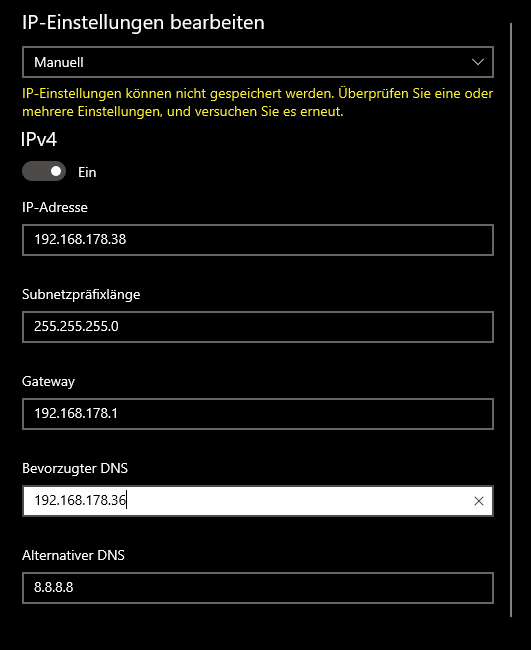 IP-Einstellungen bearbeiten
Manuell
IP-Einstellungen können nicht gespeichert werden. Überprüfen Sie eine oder
mehrere Einstellungen, und versuchen Sie es erneut.
IPv4
Ein
IP-Adresse
192.168.178.38
Subnetzpräfixlänge
255.255.255.0
Gateway
192.168.178.1
Bevorzugter DNS
192.168.178.36
Alternativer DNS
8.8.8.8